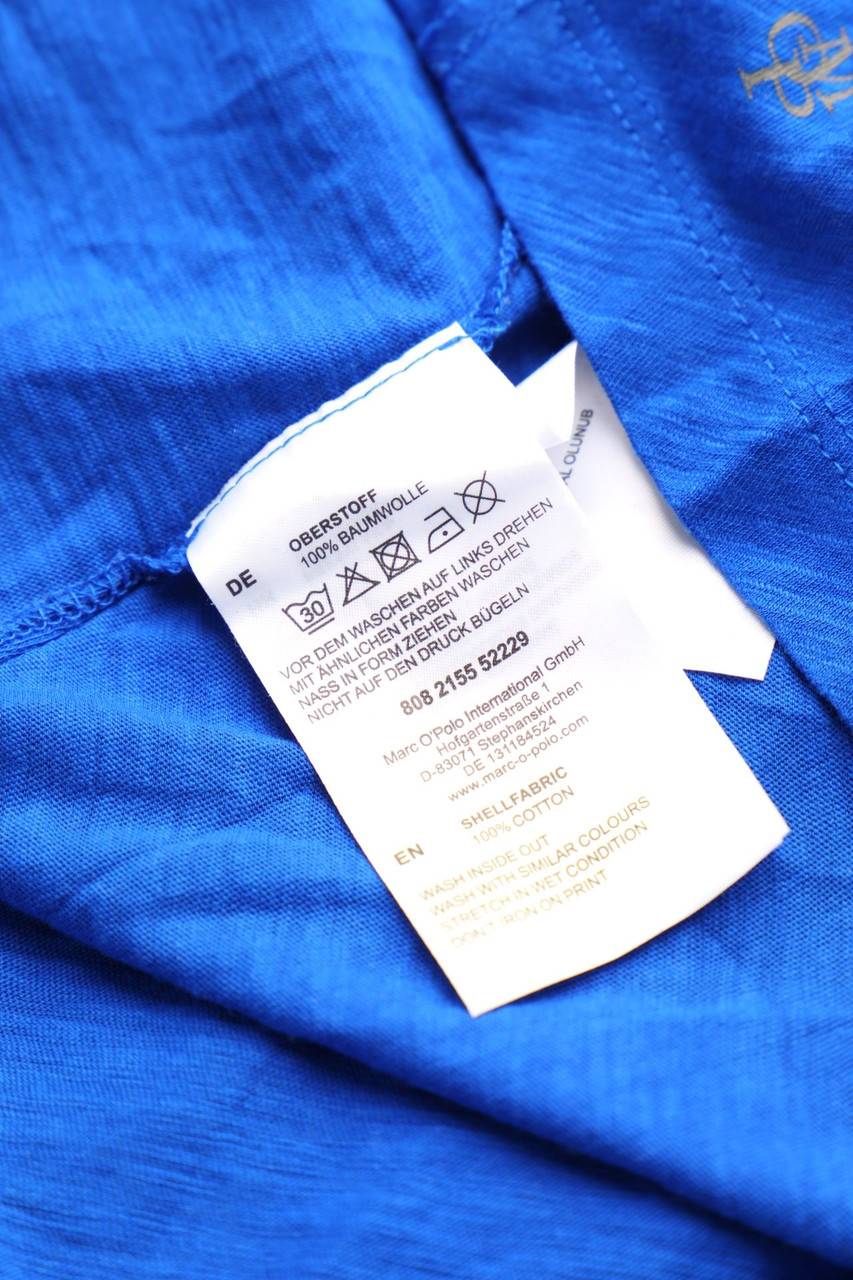 DE
OBERSTOFF
100% BAUMWOLLE
30
VOR DEM WASCHEN AUF LINKS DREHEN
MIT ÄHNLICHEN FARBEN WASCHEN
NASS IN FORM ZIEHEN
NICHT AUF DEN DRUCK BÜGELN
808 2155 52229
Marc O'Polo International GmbH
Hofgartenstraße 1
D-83071 Stephanskirchen
DE 131184524
www.marc-o-polo.com
EN
SHELLFABRIC
100% COTTON
WASH INSIDE OUT
WASH WITH SIMILAR COLOURS
STRETCH IN WET CONDITION
DON'T IRON ON PRINT
OLUNUB